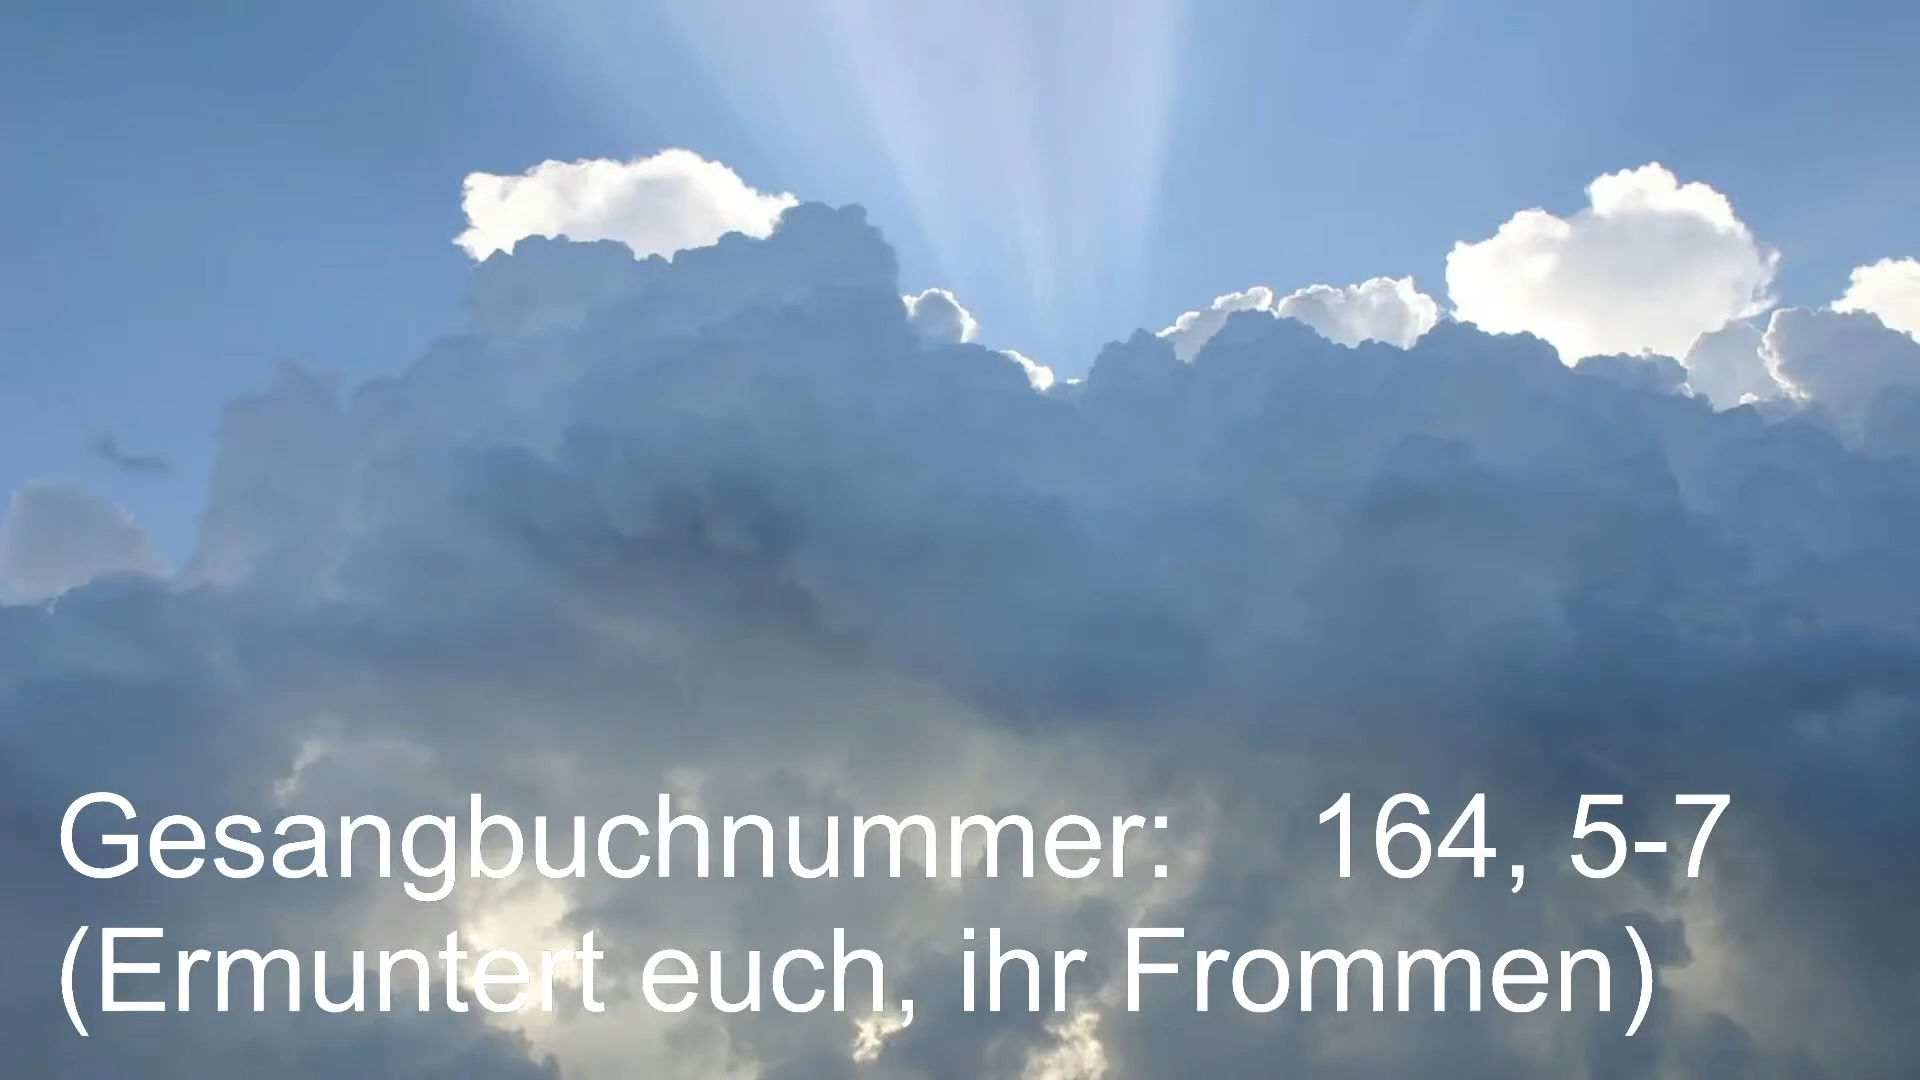 Gesangbuchnummer: 164, 5-7
(Ermuntert euch, ihr Frommen)